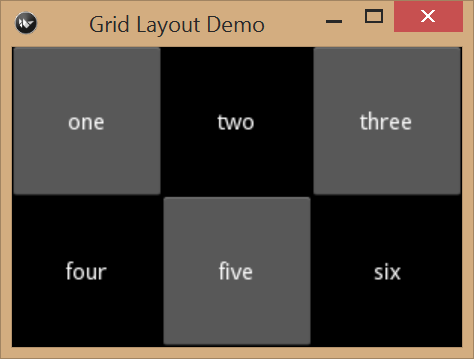 Grid Layout Demo
one two three
four five six